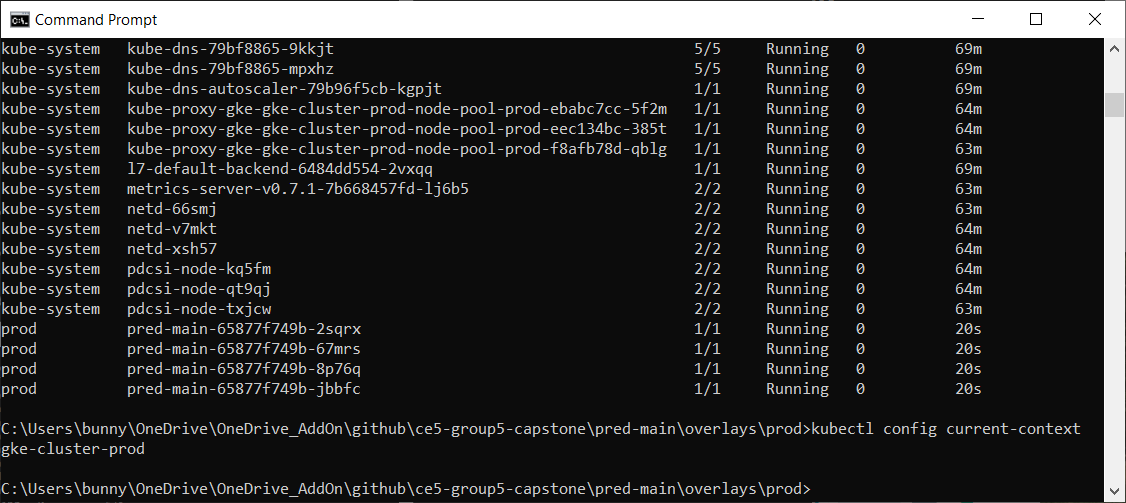 Command Prompt
kube-system kube-dns-79bf8865-9kkjt 5/5 Running 0 69m
kube-system kube-dns-79bf8865-mpxhz 5/5 Running 0 69m
kube-system kube-dns-autoscaler-79b96f5cb-kgpjt 1/1 Running 0 69m
kube-system kube-proxy-gke-gke-cluster-prod-node-pool-prod-ebabc7cc-5f2m 1/1 Running 0 64m
kube-system kube-proxy-gke-gke-cluster-prod-node-pool-prod-eec134bc-385t 1/1 Running 0 64m
kube-system kube-proxy-gke-gke-cluster-prod-node-pool-prod-f8afb78d-qblg 1/1 Running 0 63m
kube-system l7-default-backend-6484dd554-2vxqq 1/1 Running 0 69m
kube-system metrics-server-v0.7.1-7b668457fd-lj6b5 2/2 Running 0 63m
kube-system netd-66smj 2/2 Running 0 63m
kube-system netd-v7mkt 2/2 Running 0 64m
kube-system netd-xsh57 2/2 Running 0 64m
kube-system pdcsi-node-kq5fm 2/2 Running 0 64m
kube-system pdcsi-node-qt9qj 2/2 Running 0 64m
kube-system pdcsi-node-txjcw 2/2 Running 0 63m
prod pred-main-65877f749b-2sqrx 1/1 Running 0 20s
prod pred-main-65877f749b-67mrs 1/1 Running 0 20s
prod pred-main-65877f749b-8p76q 1/1 Running 0 20s
prod pred-main-65877f749b-jbbfc 1/1 Running 0 20s
C:\Users\bunny\OneDrive\OneDrive_AddOn\github\ce5-group5-capstone\pred-main\overlays\prod>kubectl config current-context
gke-cluster-prod
C:\Users\bunny\OneDrive\OneDrive_AddOn\github\ce5-group5-capstone\pred-main\overlays\prod>